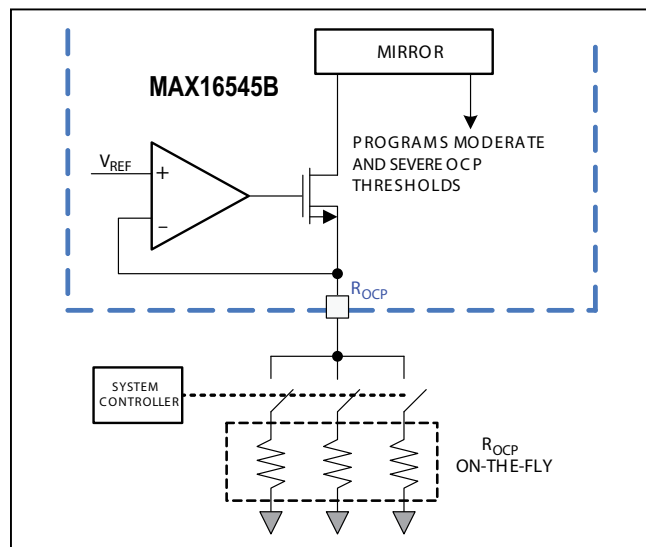 MIRROR
MAX16545B
PROGRAMS MODERATE
AND SEVERE OCP
THRESHOLDS
VREF
+
−
ROCP
SYSTEM
CONTROLLER
ROCP
ON-THE-FLY